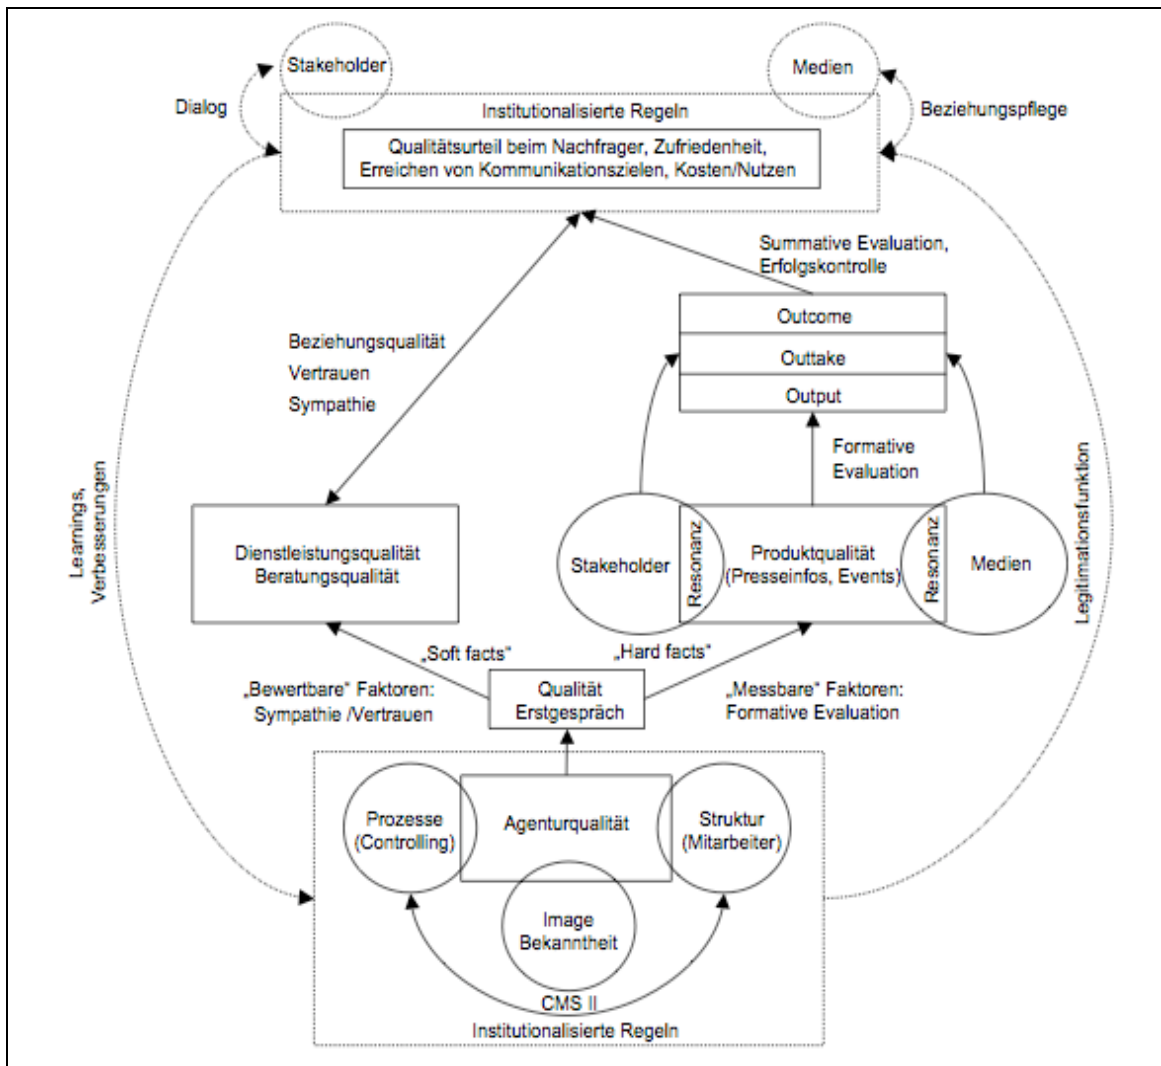 Stakeholder
Medien
Dialog
Institutionalisierte Regeln
Beziehungspflege
Qualitätsurteil beim Nachfrager, Zufriedenheit,
Erreichen von Kommunikationszielen, Kosten/Nutzen
Summative Evaluation,
Erfolgskontrolle
Outcome
Outtake
Output
Beziehungsqualität
Vertrauen
Sympathie
Formative
Evaluation
Learnings,
Verbesserungen
Legitimationsfunktion
Dienstleistungsqualität
Beratungsqualität
Stakeholder
Resonanz
Produktqualität
(Presseinfos, Events)
Resonanz
Medien
„Soft facts“
„Hard facts“
„Bewertbare“ Faktoren:
Sympathie /Vertrauen
Qualität
Erstgespräch
„Messbare“ Faktoren:
Formative Evaluation
Prozesse
(Controlling)
Agenturqualität
Struktur
(Mitarbeiter)
Image
Bekanntheit
CMS II
Institutionalisierte Regeln